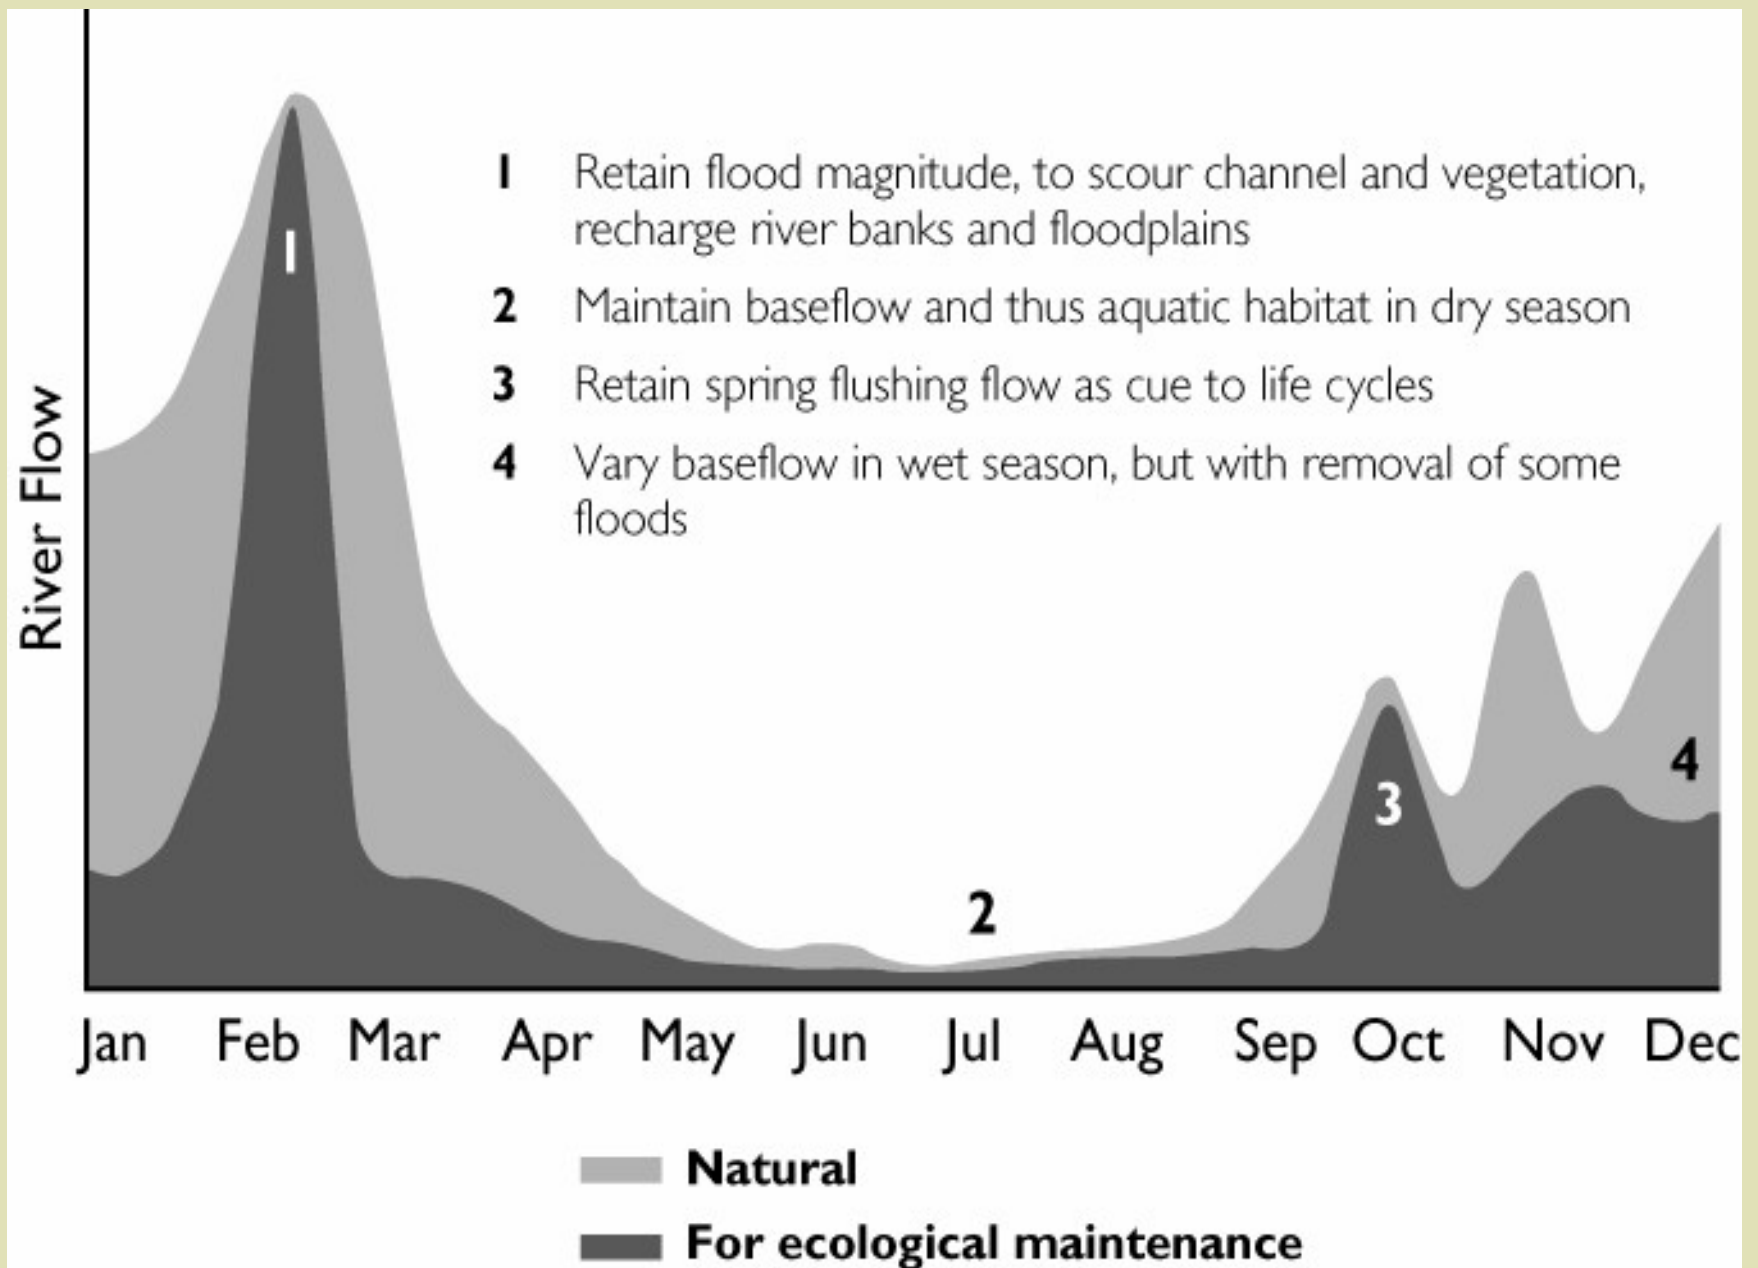 River Flow
1 Retain flood magnitude, to scour channel and vegetation,
recharge river banks and floodplains
2 Maintain baseflow and thus aquatic habitat in dry season
3 Retain spring flushing flow as cue to life cycles
4 Vary baseflow in wet season, but with removal of some
floods
1
2
3
4
Jan Feb Mar Apr May Jun Jul Aug Sep Oct Nov Dec
Natural
For ecological maintenance